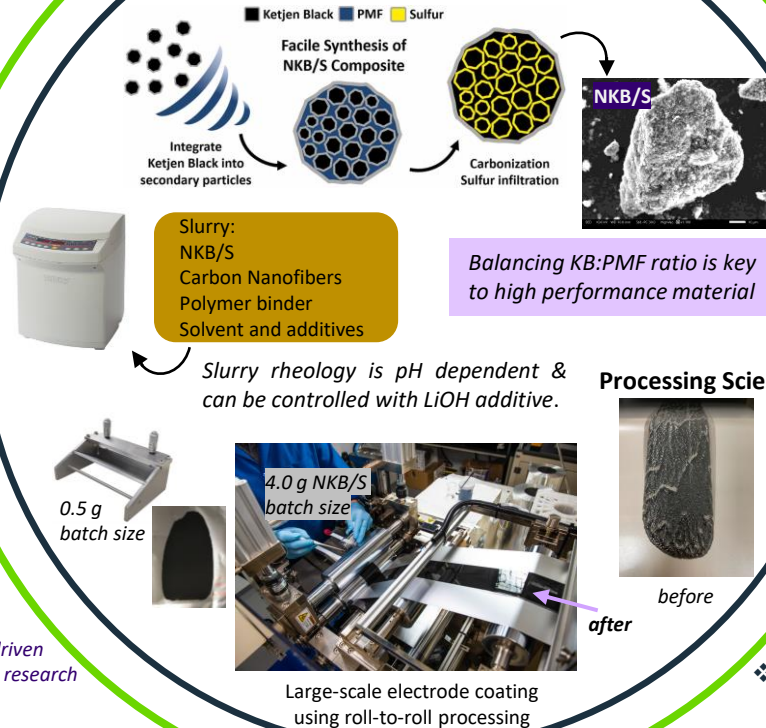 Ketjen Black PMF Sulfur
Facile Synthesis of
NKB/S Composite
Integrate
Ketjen Black into
secondary particles
Carbonization
Sulfur infiltration
NKB/S
Slurry:
NKB/S
Carbon Nanofibers
Polymer binder
Solvent and additives
Balancing KB:PMF ratio is key
to high performance material
Slurry rheology is pH dependent &
can be controlled with LiOH additive.
Processing Scie
0.5 g
batch size
4.0 g NKB/S
batch size
before
after
driven
research
Large-scale electrode coating
using roll-to-roll processing